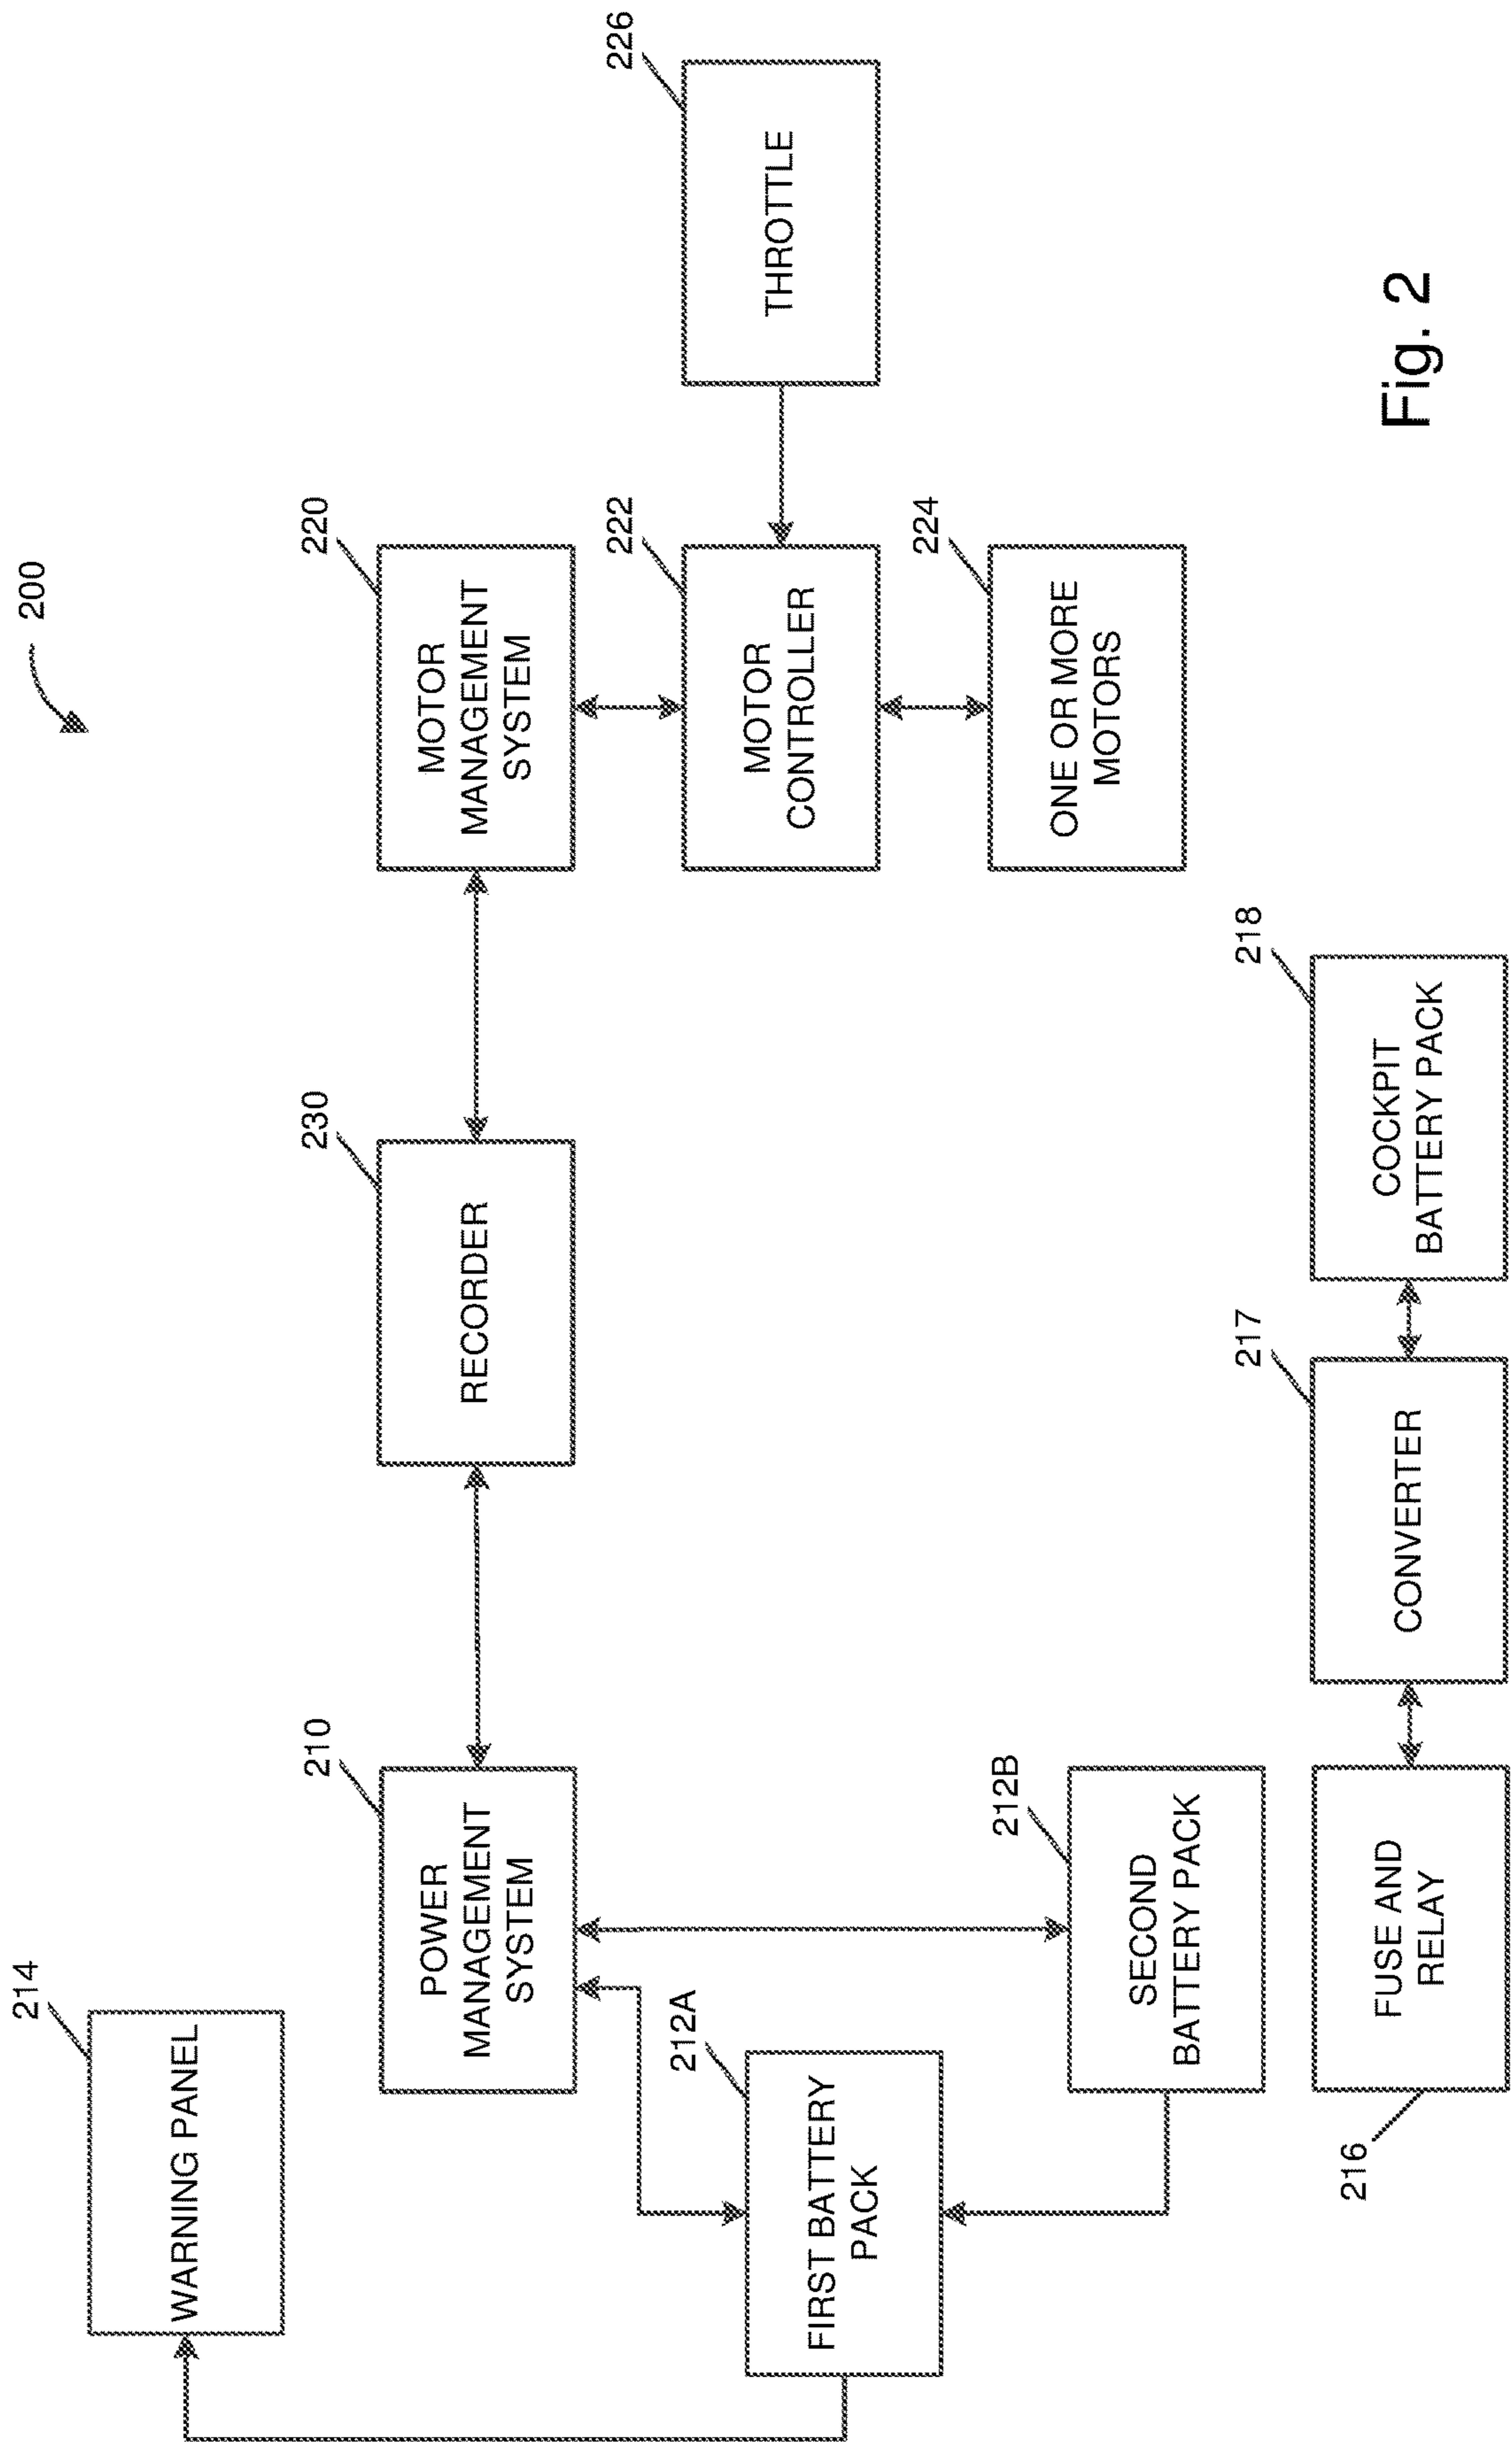 200
214
WARNING PANEL
210
POWER
MANAGEMENT
SYSTEM
230
RECORDER
220
MOTOR
MANAGEMENT
SYSTEM
212A
FIRST BATTERY
PACK
222
MOTOR
CONTROLLER
226
THROTTLE
212B
SECOND
BATTERY PACK
224
ONE OR MORE
MOTORS
216
FUSE AND
RELAY
217
CONVERTER
218
COCKPIT
BATTERY PACK
Fig. 2